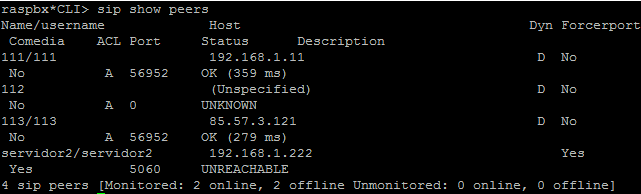 raspbx*CLI> sip show peers
Name/username Host Dyn Forcerport
Comedia ACL Port Status Description
111/111 192.168.1.11 D No
No A 56952 OK (359 ms)
112 (Unspecified) D No
No A 0 UNKNOWN
113/113 85.57.3.121 D No
No A 56952 OK (279 ms)
servidor2/servidor2 192.168.1.222 Yes
Yes 5060 UNREACHABLE
4 sip peers [Monitored: 2 online, 2 offline Unmonitored: 0 online, 0 offline]